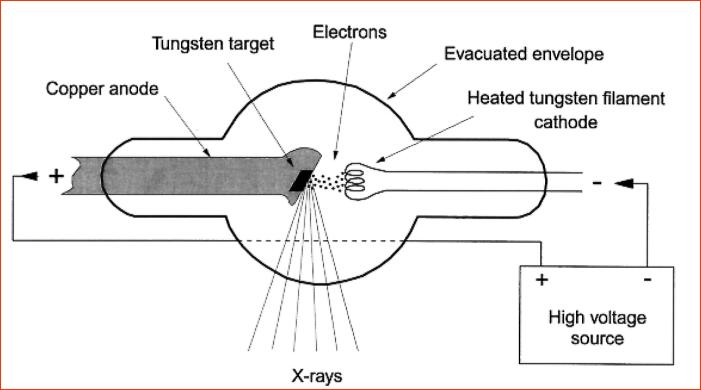 Electrons
Tungsten target
Evacuated envelope
Copper anode
Heated tungsten filament
cathode
+
-
+ -
High voltage
source
X-rays